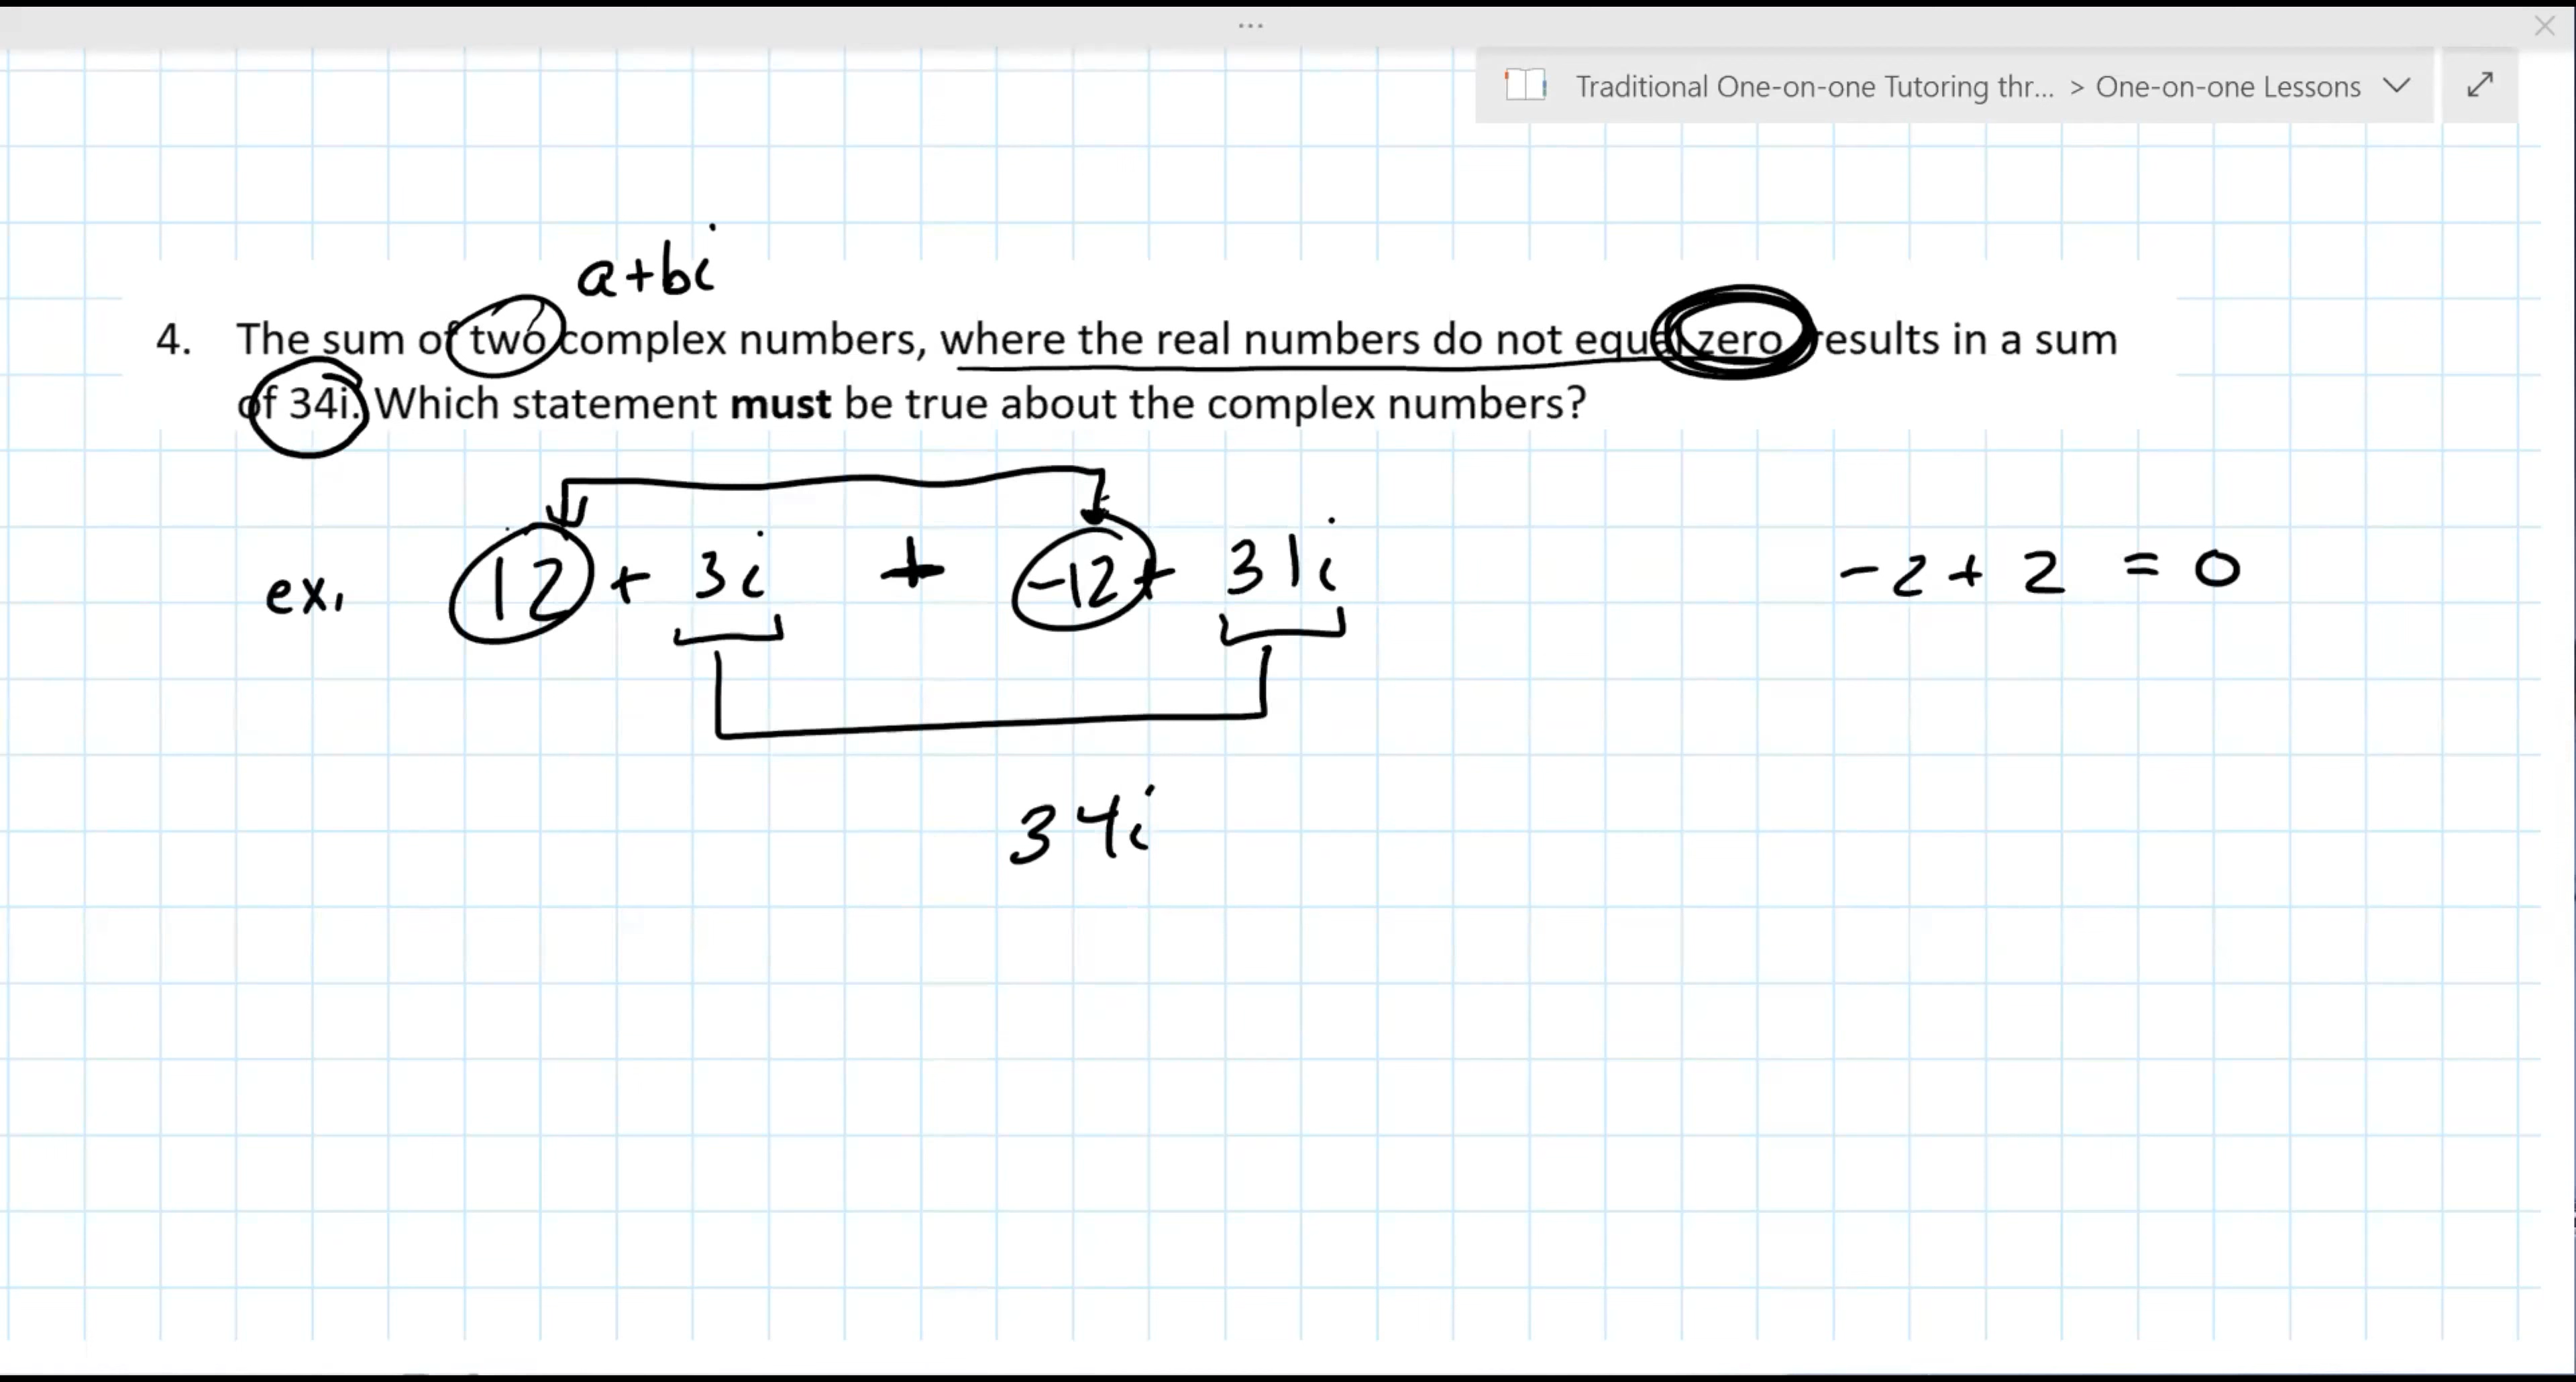 ...
Traditional One-on-one Tutoring thr... > One-on-one Lessons
a+bi
4. The sum of two complex numbers, where the real numbers do not equal zero, results in a sum
of 34i. Which statement must be true about the complex numbers?
ex. 12 + 3i + -12 + 31i
-2 + 2 = 0
34i